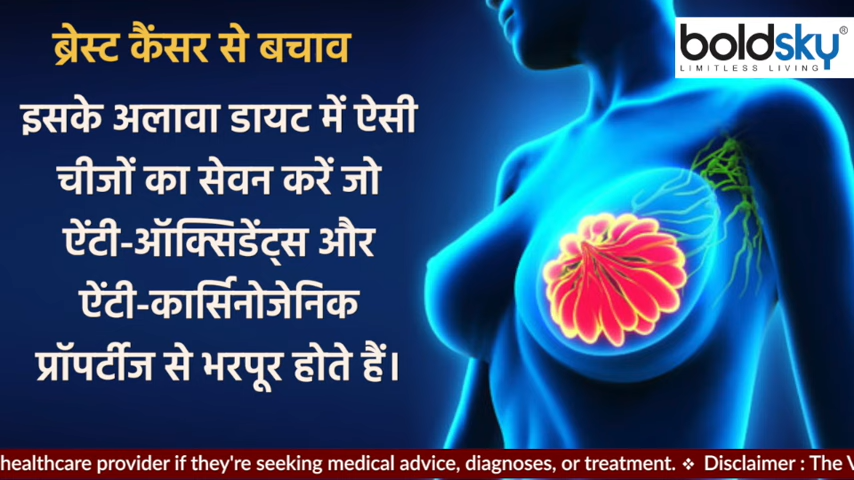 ब्रेस्ट कैंसर से बचाव
boldsky®
LIMITLESS LIVING
इसके अलावा डायट में ऐसी
चीजों का सेवन करें जो
ऐंटी-ऑक्सिडेंट्स और
ऐंटी-कार्सिनोजेनिक
प्रॉपर्टीज से भरपूर होते हैं।
healthcare provider if they're seeking medical advice, diagnoses, or treatment. ❖ Disclaimer : The V